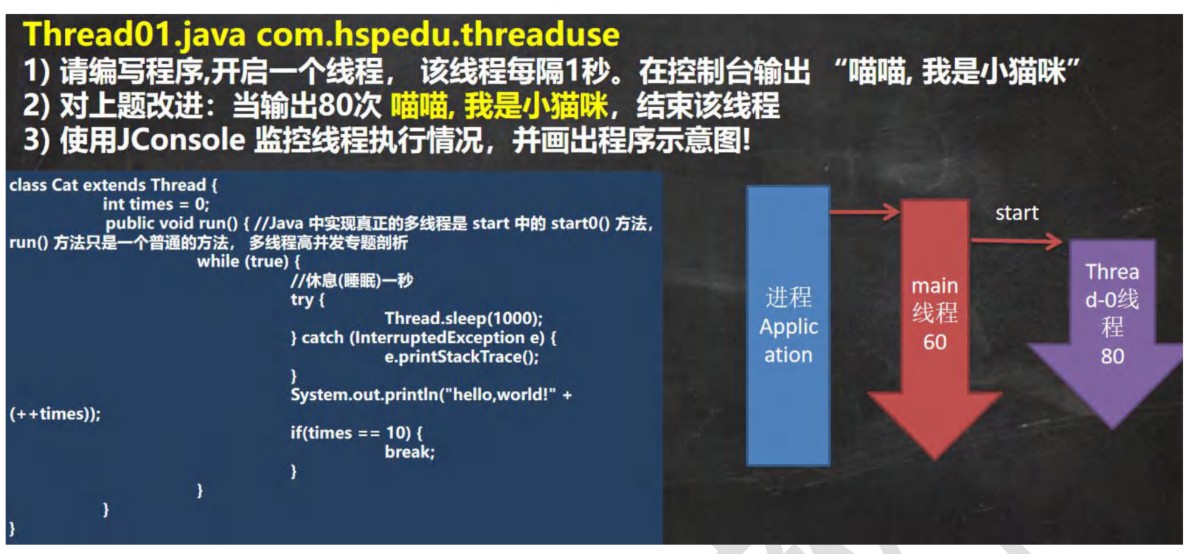 Thread01.java com.hspedu.threaduse
1) 请编写程序,开启一个线程， 该线程每隔1秒。在控制台输出 “喵喵, 我是小猫咪”
2) 对上题改进：当输出80次 喵喵, 我是小猫咪，结束该线程
3) 使用JConsole 监控线程执行情况，并画出程序示意图!
class Cat extends Thread {
int times = 0;
public void run() { //Java 中实现真正的多线程是 start 中的 start0() 方法，
run() 方法只是一个普通的方法， 多线程高并发专题剖析
while (true) {
//休息(睡眠)一秒
try {
Thread.sleep(1000);
} catch (InterruptedException e) {
e.printStackTrace();
}
System.out.println("hello,world!" +
(++times));
if(times == 10) {
break;
}
}
}
}
进程
Applic
ation
main
线程
60
start
Threa
d-0线
程
80